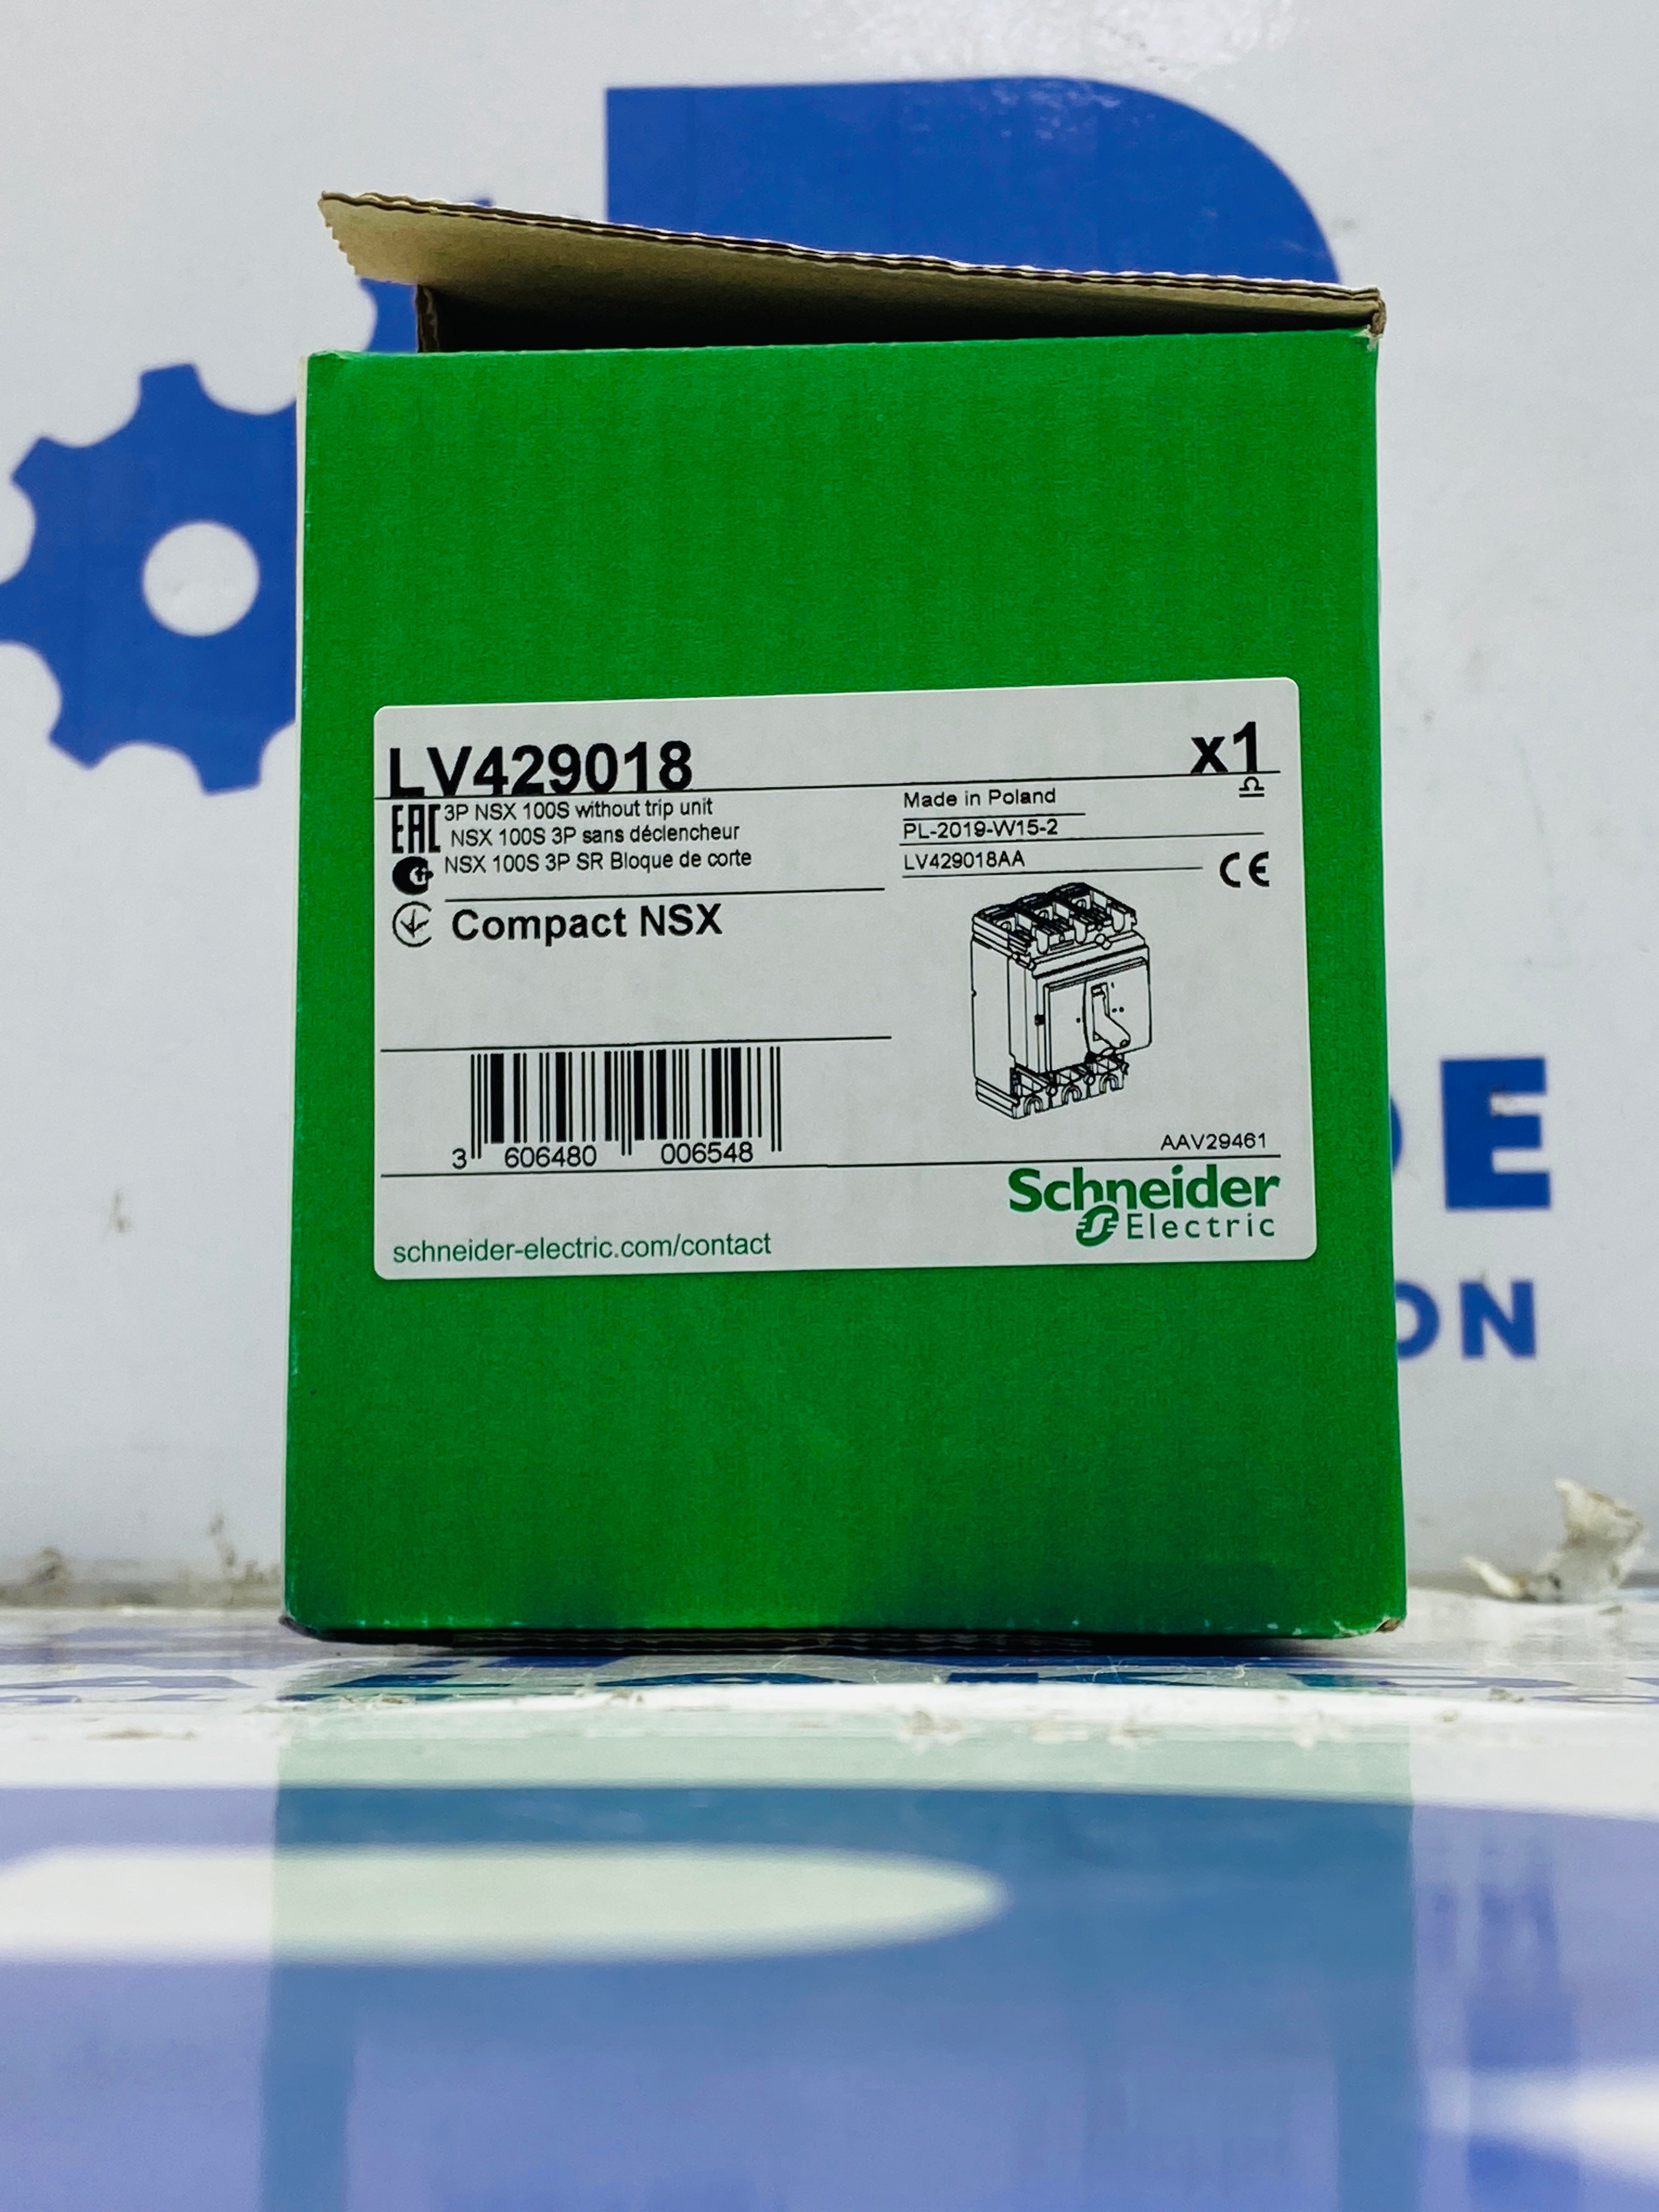 LV429018
x1
EAC
3P NSX 100S without trip unit
NSX 100S 3P sans déclencheur
NSX 100S 3P SR Bloque de corte
Made in Poland
PL-2019-W15-2
LV429018AA
CE
Compact NSX
3 606480 006548
AAV29461
Schneider
Electric
schneider-electric.com/contact
DE
ON